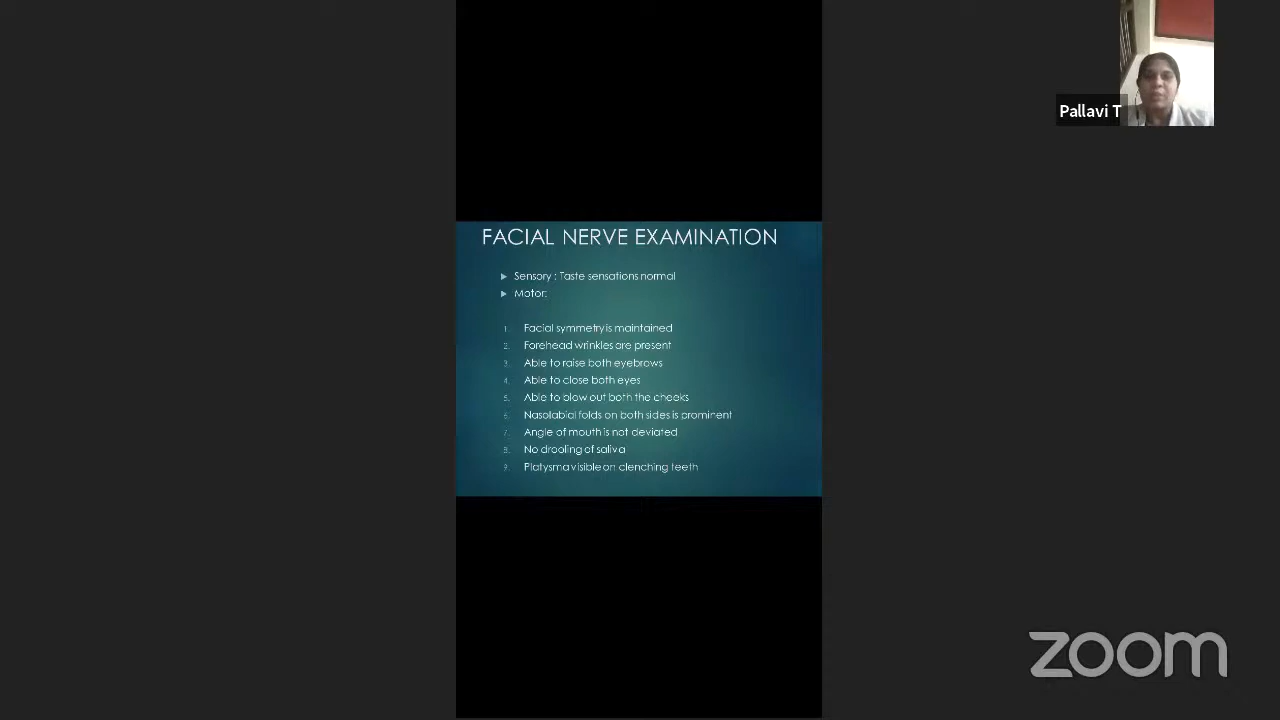 Pallavi T
FACIAL NERVE EXAMINATION
Sensory : Taste sensations normal
Motor:
1. Facial symmetry is maintained
2. Forehead wrinkles are present
3. Able to raise both eyebrows
4. Able to close both eyes
5. Able to blow out both the cheeks
6. Nasolabial folds on both sides is prominent
7. Angle of mouth is not deviated
8. No drooling of saliva
9. Platysma visible on clenching teeth
zoom